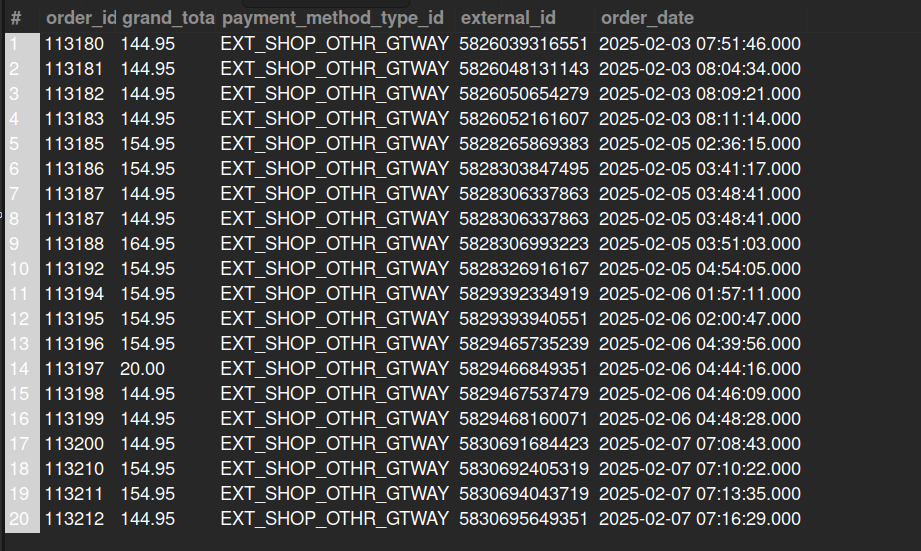 # order_id grand_tota payment_method_type_id external_id order_date
1 113180 144.95 EXT_SHOP_OTHR_GTWAY 5826039316551 2025-02-03 07:51:46.000
2 113181 144.95 EXT_SHOP_OTHR_GTWAY 5826048131143 2025-02-03 08:04:34.000
3 113182 144.95 EXT_SHOP_OTHR_GTWAY 5826050654279 2025-02-03 08:09:21.000
4 113183 144.95 EXT_SHOP_OTHR_GTWAY 5826052161607 2025-02-03 08:11:14.000
5 113185 154.95 EXT_SHOP_OTHR_GTWAY 5828265869383 2025-02-05 02:36:15.000
6 113186 154.95 EXT_SHOP_OTHR_GTWAY 5828303847495 2025-02-05 03:41:17.000
7 113187 144.95 EXT_SHOP_OTHR_GTWAY 5828306337863 2025-02-05 03:48:41.000
8 113187 144.95 EXT_SHOP_OTHR_GTWAY 5828306337863 2025-02-05 03:48:41.000
9 113188 164.95 EXT_SHOP_OTHR_GTWAY 5828306993223 2025-02-05 03:51:03.000
10 113192 154.95 EXT_SHOP_OTHR_GTWAY 5828326916167 2025-02-05 04:54:05.000
11 113194 154.95 EXT_SHOP_OTHR_GTWAY 5829392334919 2025-02-06 01:57:11.000
12 113195 154.95 EXT_SHOP_OTHR_GTWAY 5829393940551 2025-02-06 02:00:47.000
13 113196 154.95 EXT_SHOP_OTHR_GTWAY 5829465735239 2025-02-06 04:39:56.000
14 113197 20.00 EXT_SHOP_OTHR_GTWAY 5829466849351 2025-02-06 04:44:16.000
15 113198 144.95 EXT_SHOP_OTHR_GTWAY 5829467537479 2025-02-06 04:46:09.000
16 113199 144.95 EXT_SHOP_OTHR_GTWAY 5829468160071 2025-02-06 04:48:28.000
17 113200 144.95 EXT_SHOP_OTHR_GTWAY 5830691684423 2025-02-07 07:08:43.000
18 113210 154.95 EXT_SHOP_OTHR_GTWAY 5830692405319 2025-02-07 07:10:22.000
19 113211 154.95 EXT_SHOP_OTHR_GTWAY 5830694043719 2025-02-07 07:13:35.000
20 113212 144.95 EXT_SHOP_OTHR_GTWAY 5830695649351 2025-02-07 07:16:29.000